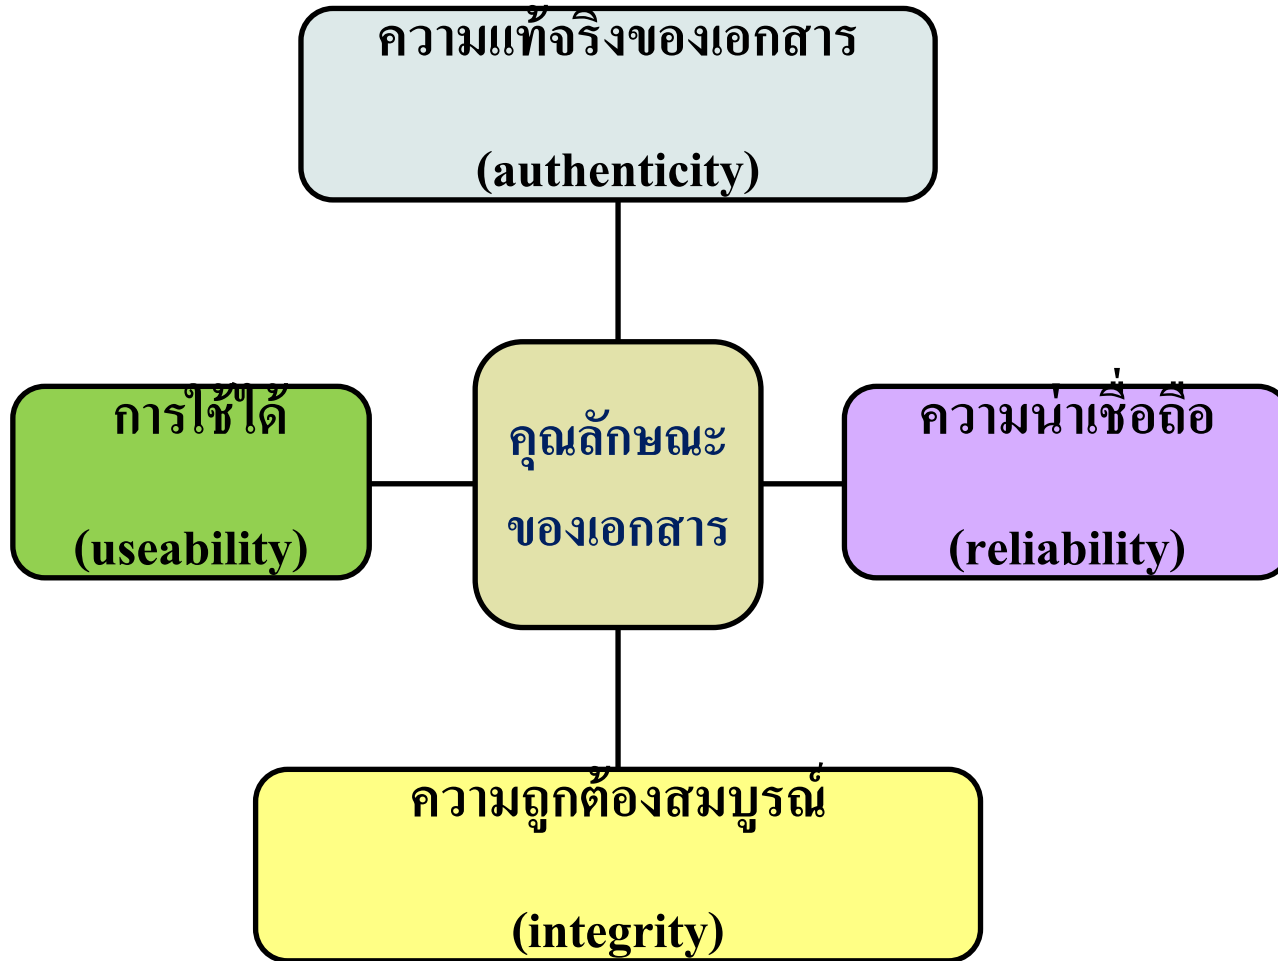 ความแท้จริงของเอกสาร
(authenticity)
การใช้ได้
(useability)
คุณลักษณะ
ของเอกสาร
ความน่าเชื่อถือ
(reliability)
ความถูกต้องสมบูรณ์
(integrity)